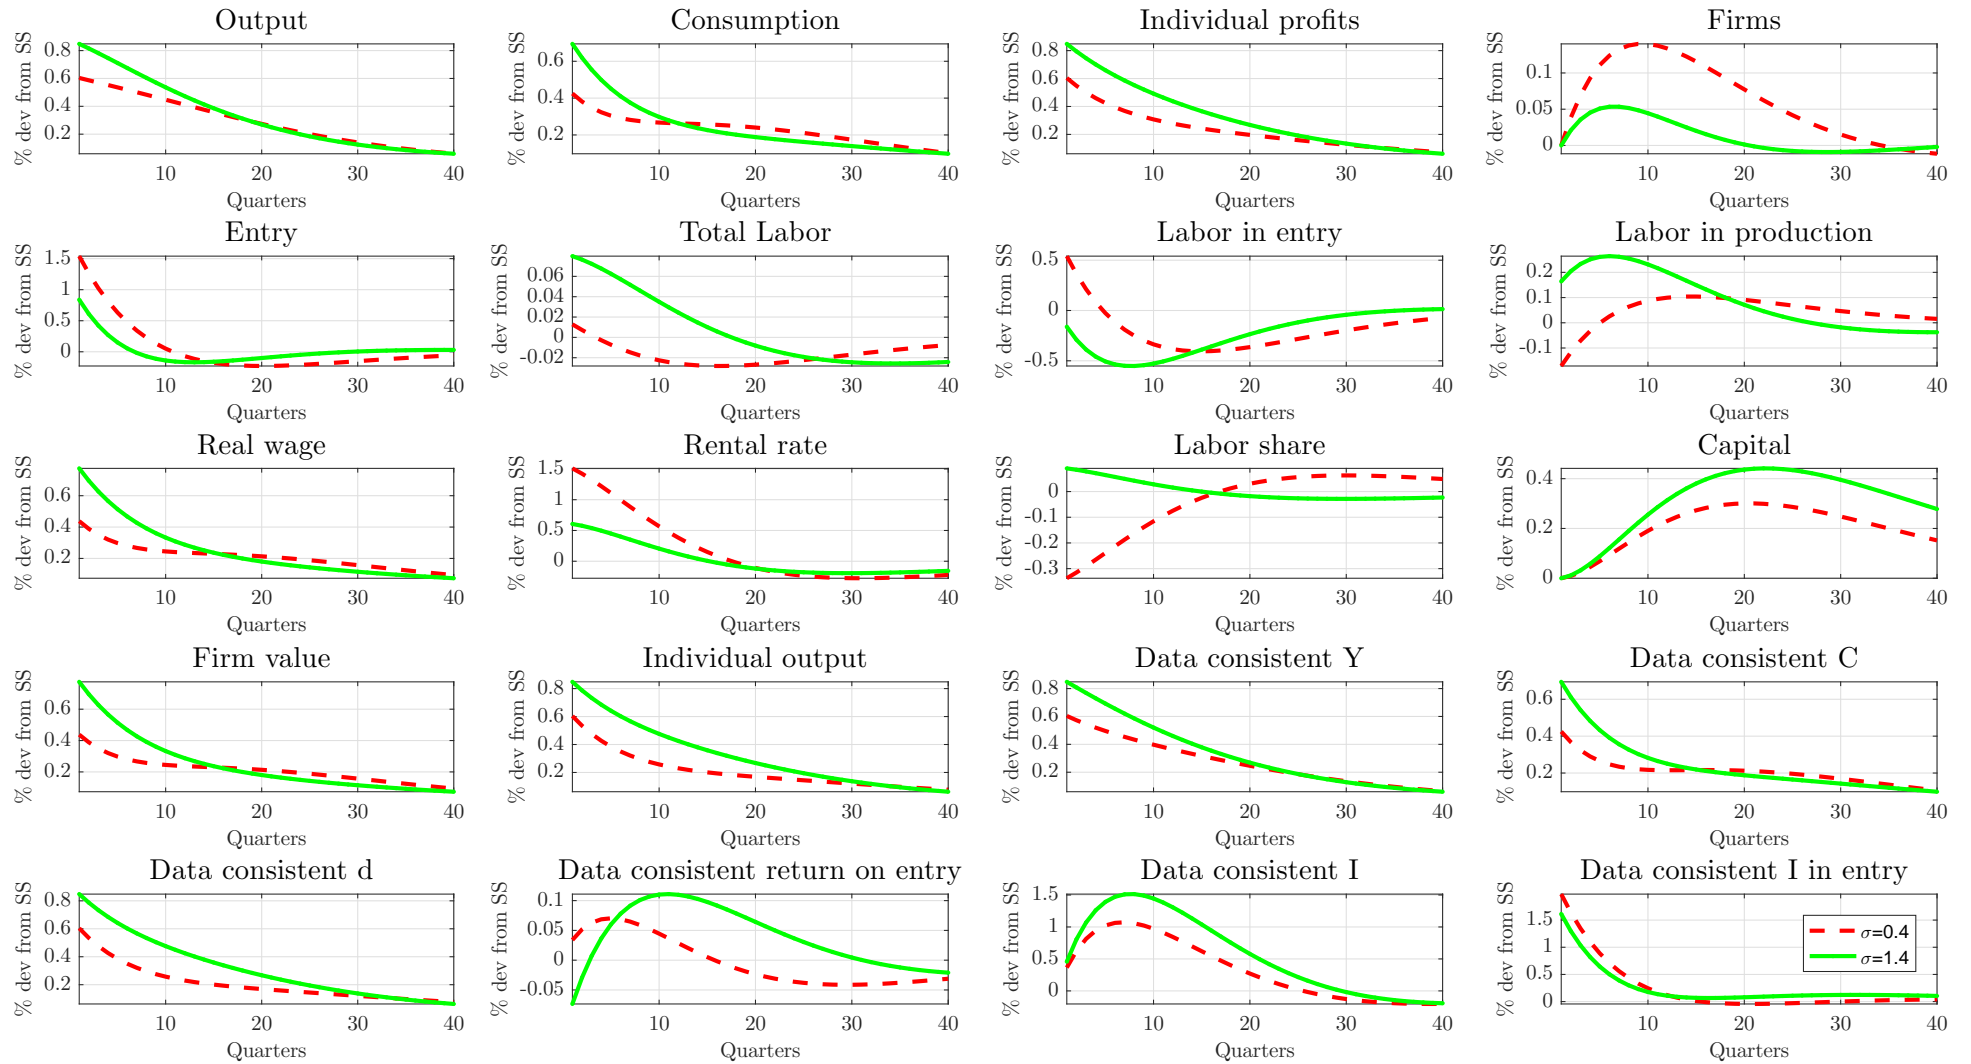 Output
% dev from SS
0.8
0.6
0.4
0.2
10 20 30 40
Quarters
Consumption
% dev from SS
0.6
0.4
0.2
10 20 30 40
Quarters
Individual profits
% dev from SS
0.8
0.6
0.4
0.2
10 20 30 40
Quarters
Firms
% dev from SS
0.1
0.05
0
10 20 30 40
Quarters
Entry
% dev from SS
1.5
1
0.5
0
10 20 30 40
Quarters
Total Labor
% dev from SS
0.06
0.04
0.02
0
-0.02
10 20 30 40
Quarters
Labor in entry
% dev from SS
0.5
0
-0.5
10 20 30 40
Quarters
Labor in production
% dev from SS
0.2
0.1
0
-0.1
10 20 30 40
Quarters
Real wage
% dev from SS
0.6
0.4
0.2
10 20 30 40
Quarters
Rental rate
% dev from SS
1.5
1
0.5
0
10 20 30 40
Quarters
Labor share
% dev from SS
0
-0.1
-0.2
-0.3
10 20 30 40
Quarters
Capital
% dev from SS
0.4
0.2
0
10 20 30 40
Quarters
Firm value
% dev from SS
0.6
0.4
0.2
10 20 30 40
Quarters
Individual output
% dev from SS
0.8
0.6
0.4
0.2
10 20 30 40
Quarters
Data consistent Y
% dev from SS
0.8
0.6
0.4
0.2
10 20 30 40
Quarters
Data consistent C
% dev from SS
0.6
0.4
0.2
10 20 30 40
Quarters
Data consistent d
% dev from SS
0.8
0.6
0.4
0.2
10 20 30 40
Quarters
Data consistent return on entry
% dev from SS
0.1
0.05
0
-0.05
10 20 30 40
Quarters
Data consistent I
% dev from SS
1.5
1
0.5
0
10 20 30 40
Quarters
Data consistent I in entry
% dev from SS
1.5
1
0.5
0
10 20 30 40
Quarters
σ=0.4
σ=1.4